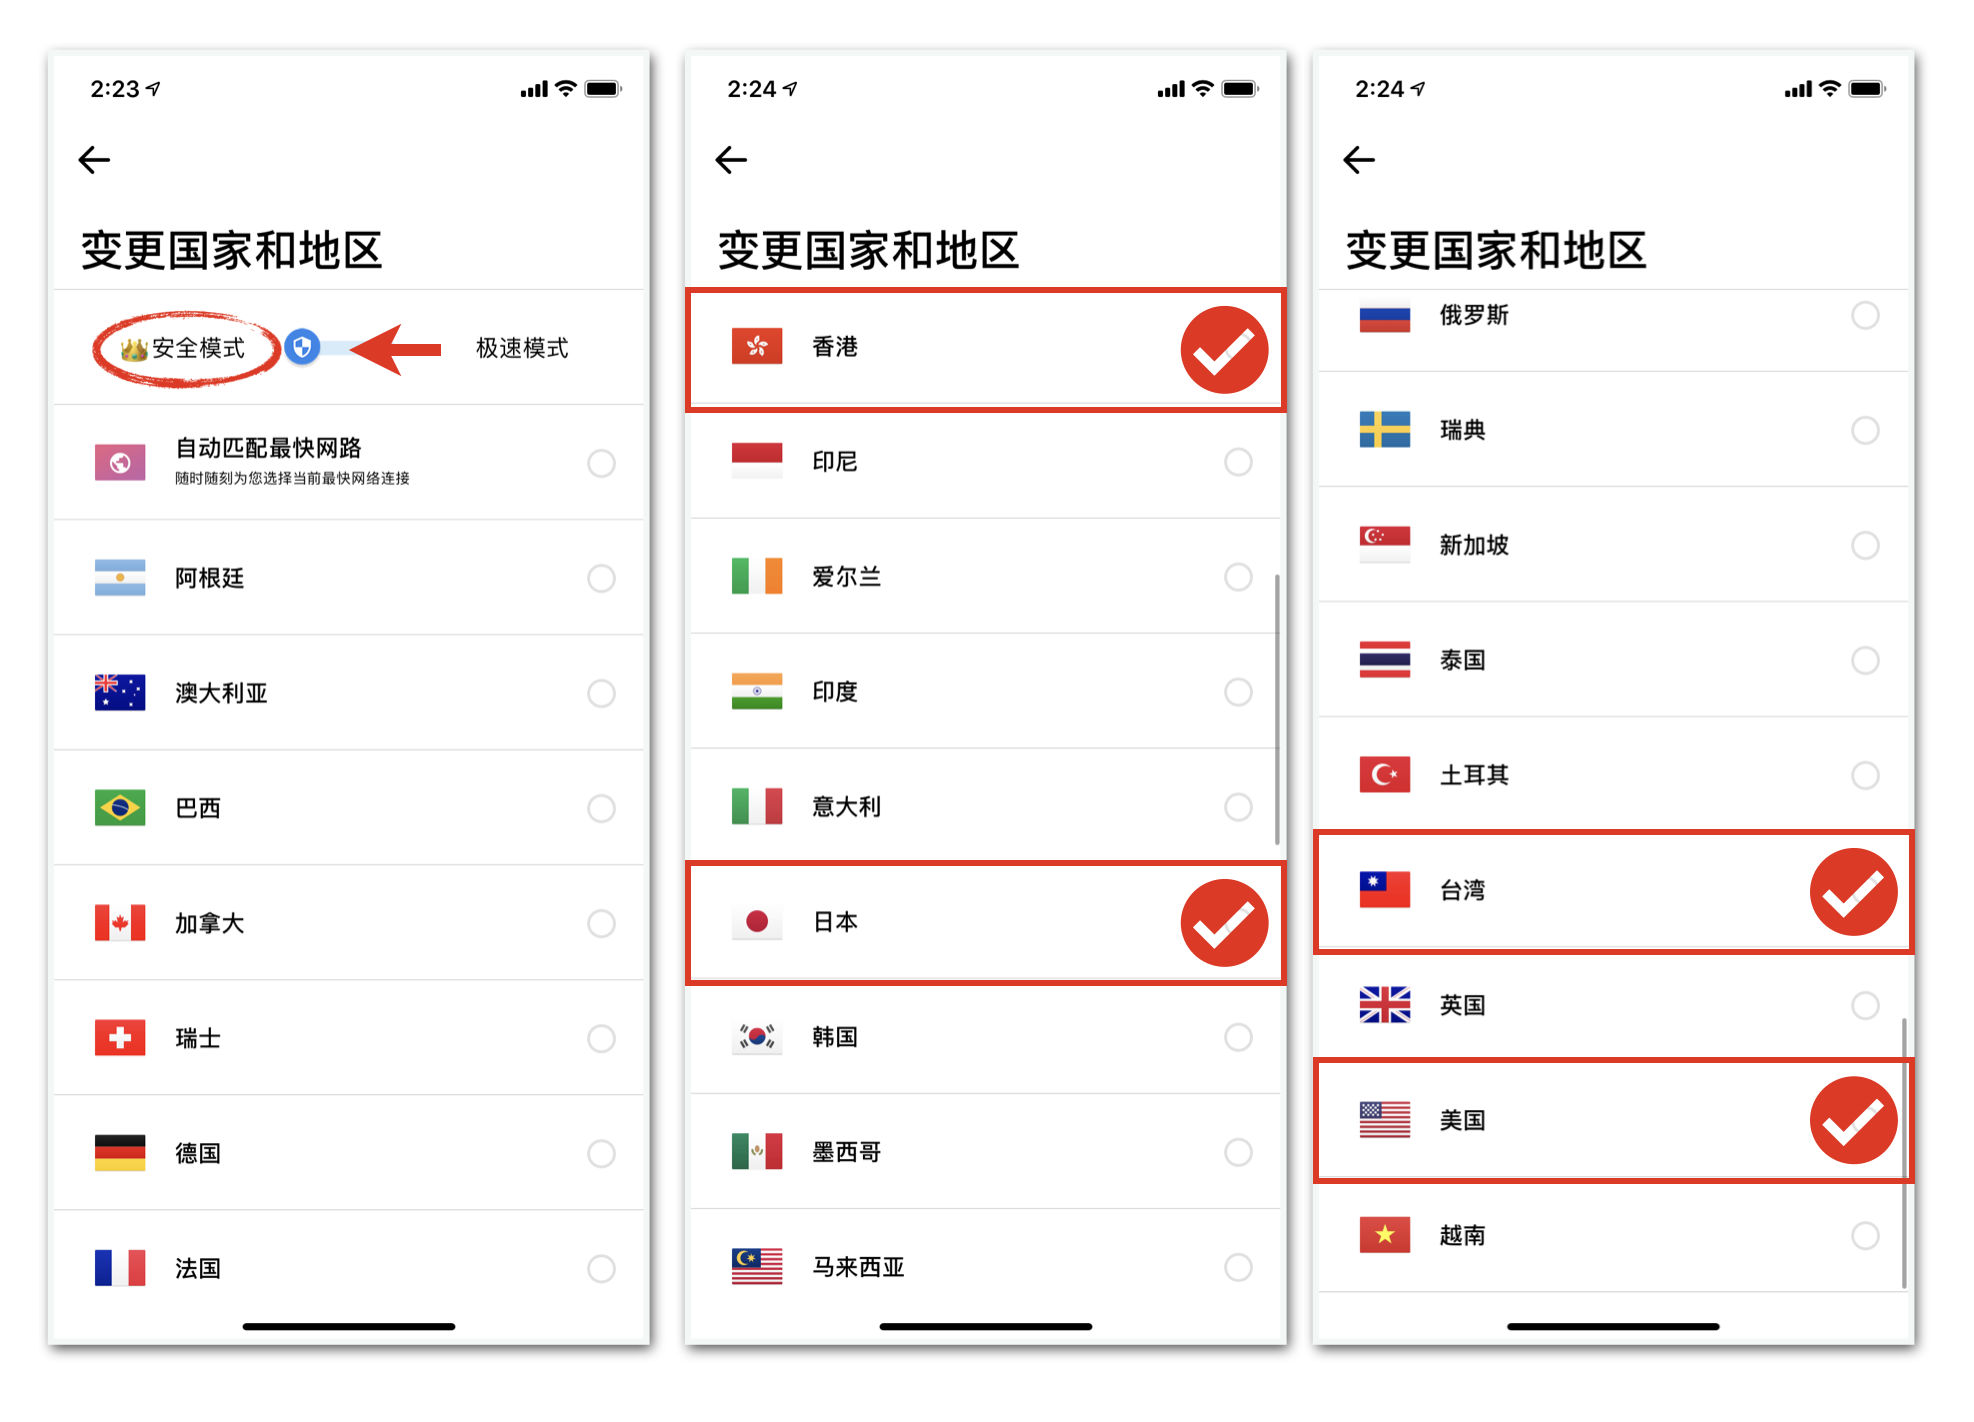 2:23
变更国家和地区
安全模式
极速模式
自动匹配最快网路
随时随刻为您选择当前最快网络连接
阿根廷
澳大利亚
巴西
加拿大
瑞士
德国
法国
2:24
变更国家和地区
香港
印尼
爱尔兰
印度
意大利
日本
韩国
墨西哥
马来西亚
2:24
变更国家和地区
俄罗斯
瑞典
新加坡
泰国
土耳其
台湾
英国
美国
越南